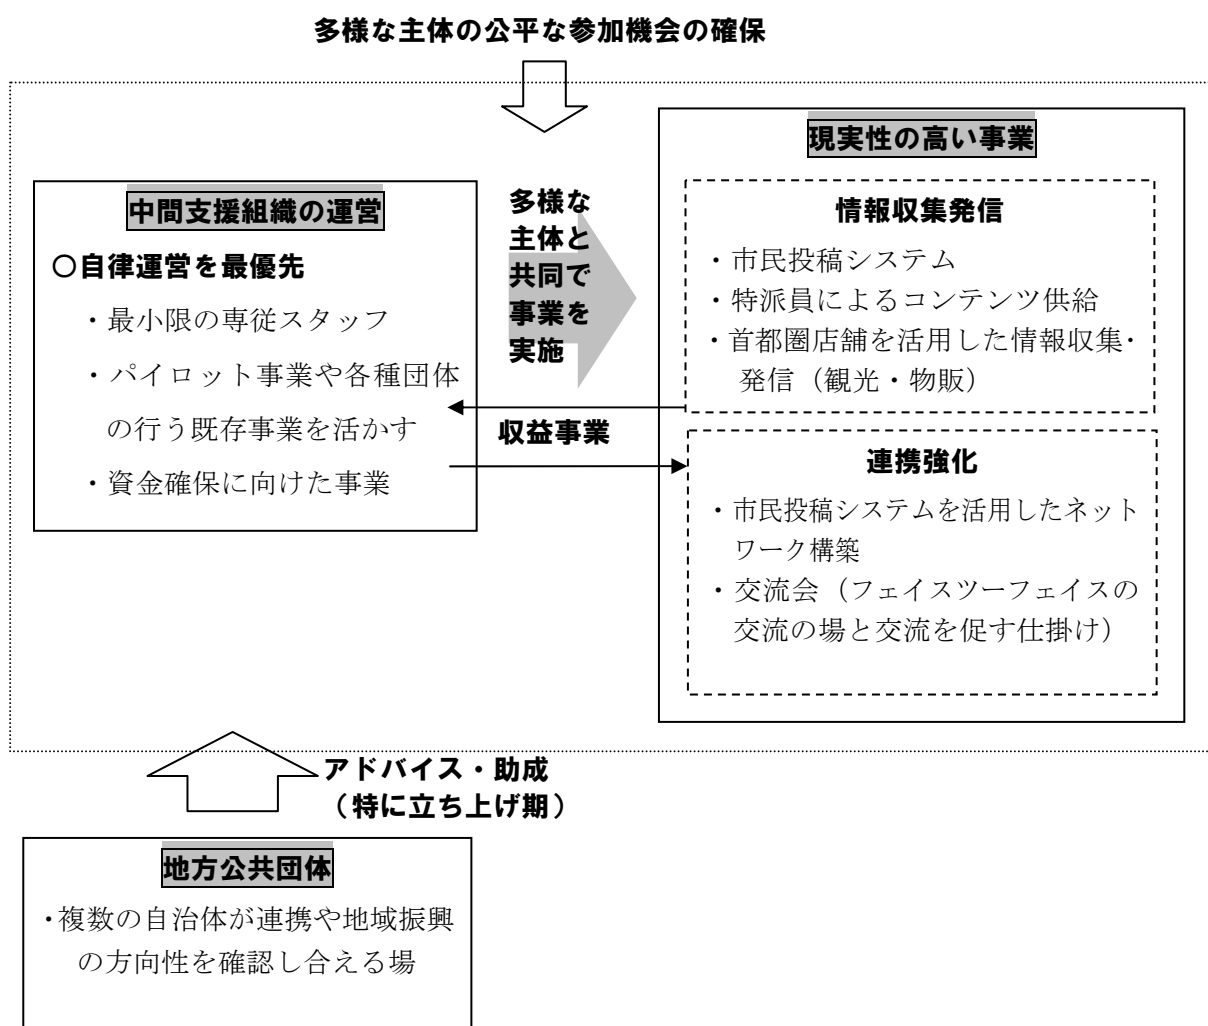 多様な主体の公平な参加機会の確保
中間支援組織の運営
〇自律運営を最優先
・最小限の専従スタッフ
・パイロット事業や各種団体
の行う既存事業を活かす
・資金確保に向けた事業
多様な
主体と
共同で
事業を
実施
収益事業
現実性の高い事業
情報収集発信
・市民投稿システム
・特派員によるコンテンツ供給
・首都圏店舗を活用した情報収集・
発信（観光・物販）
連携強化
・市民投稿システムを活用したネット
ワーク構築
・交流会（フェイスツーフェイスの
交流の場と交流を促す仕掛け）
アドバイス・助成
（特に立ち上げ期）
地方公共団体
・複数の自治体が連携や地域振興
の方向性を確認し合える場